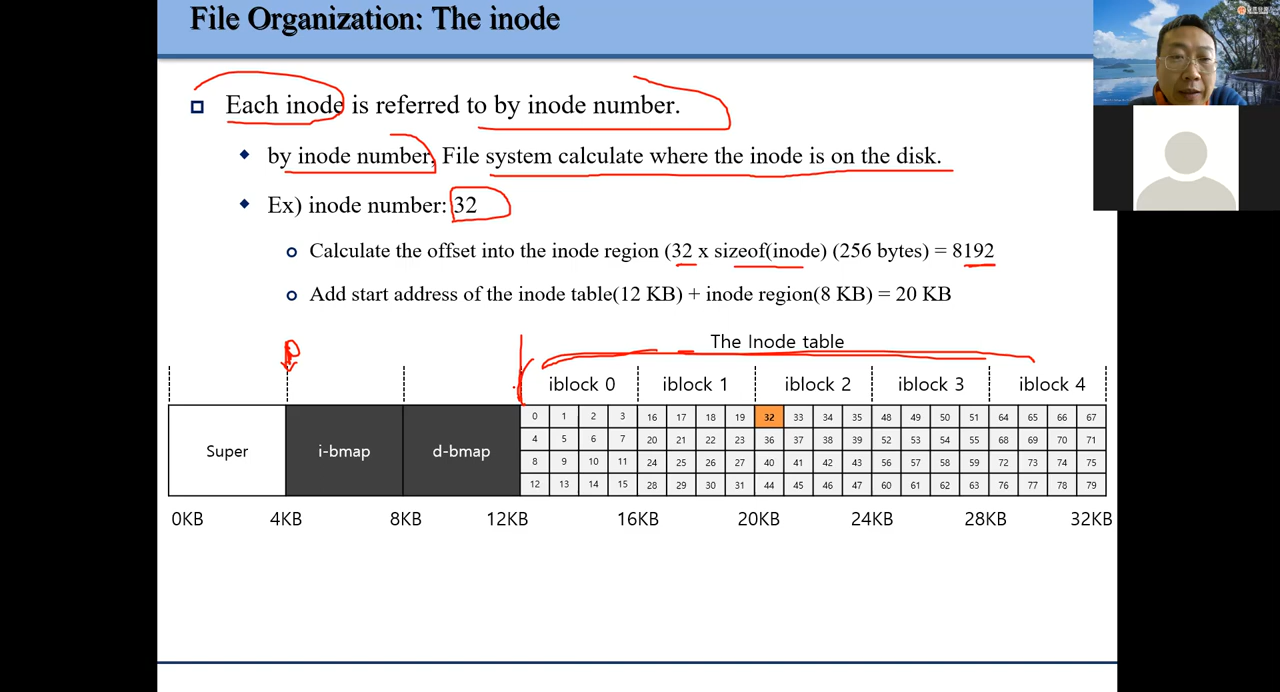 File Organization: The inode
Each inode is referred to by inode number.
by inode number, File system calculate where the inode is on the disk.
Ex) inode number: 32
Calculate the offset into the inode region (32 x sizeof(inode) (256 bytes) = 8192
Add start address of the inode table(12 KB) + inode region(8 KB) = 20 KB
The Inode table
iblock 0 iblock 1 iblock 2 iblock 3 iblock 4
0 1 2 3 16 17 18 19 32 33 34 35 48 49 50 51 64 65 66 67
Super i-bmap d-bmap
4 5 6 7 20 21 22 23 36 37 38 39 52 53 54 55 68 69 70 71
8 9 10 11 24 25 26 27 40 41 42 43 56 57 58 59 72 73 74 75
12 13 14 15 28 29 30 31 44 45 46 47 60 61 62 63 76 77 78 79
0KB 4KB 8KB 12KB 16KB 20KB 24KB 28KB 32KB